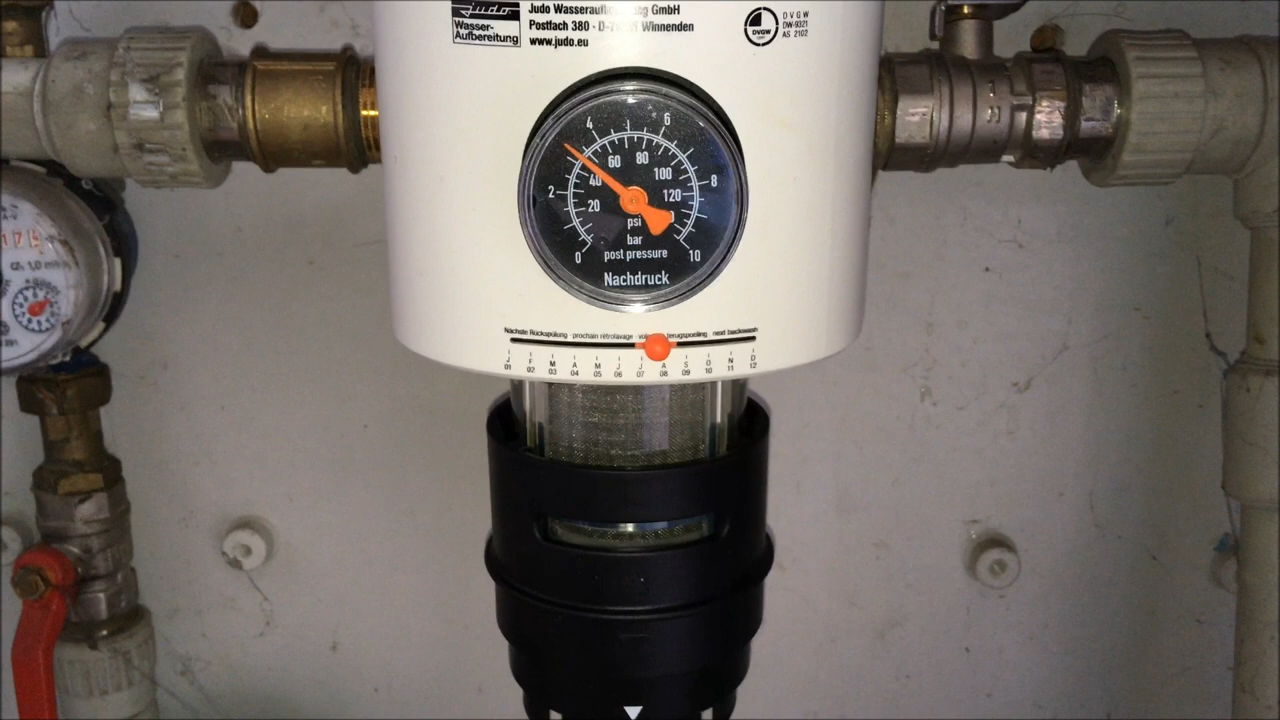 judo
Wasser-
Aufbereitung
Judo GmbH
Postfach 380 Winnenden
www.judo.eu
DVGW
DVGW
DW-9321
AS 2102
0 2 4 6 8 10
20 40 60 80 100 120
psi
bar
post pressure
Nachdruck
Nächste Rückspülung · prochain rétrolavage terugspoeling · next backwash
J F M A M J J A S O N D
01 02 03 04 05 06 07 08 09 10 11 12